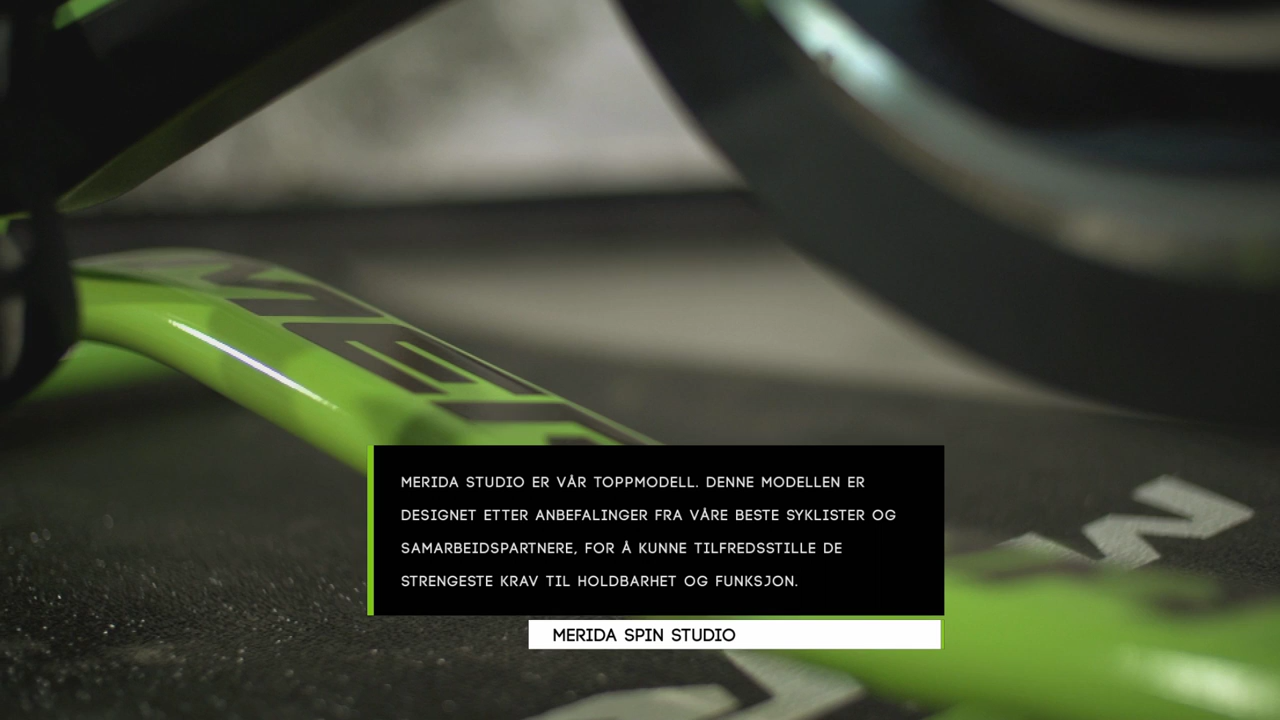 MERIDA STUDIO ER VÅR TOPPMODELL. DENNE MODELLEN ER
DESIGNET ETTER ANBEFALINGER FRA VÅRE BESTE SYKLISTER OG
SAMARBEIDSPARTNERE, FOR Å KUNNE TILFREDSSTILLE DE
STRENGESTE KRAV TIL HOLDBARHET OG FUNKSJON.
MERIDA SPIN STUDIO